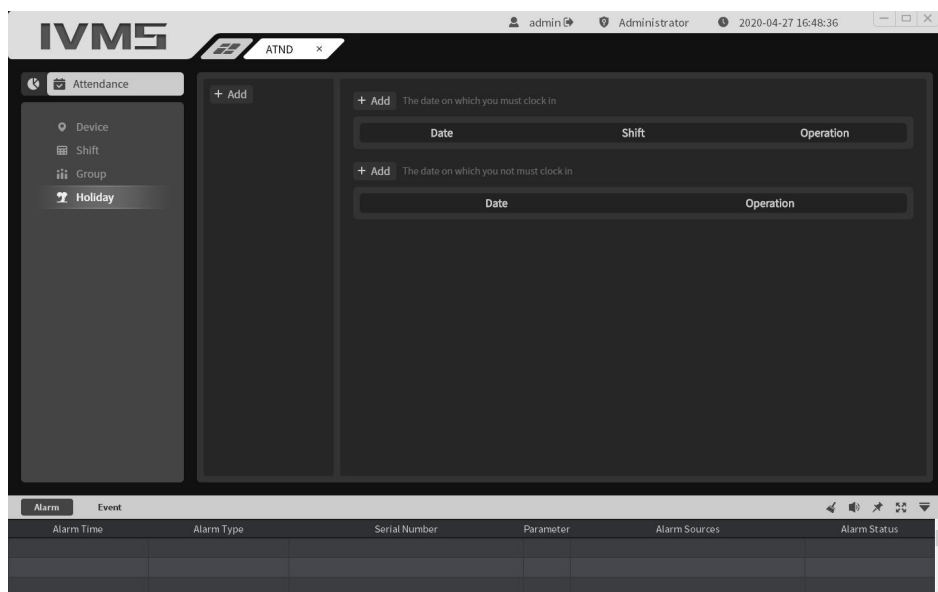 IVMS
admin Administrator 2020-04-27 16:48:36
ATND ×
Attendance
Device
Shift
Group
Holiday
+ Add
+ Add The date on which you must clock in
Date Shift Operation
+ Add The date on which you not must clock in
Date Operation
Alarm Event
Alarm Time Alarm Type Serial Number Parameter Alarm Sources Alarm Status